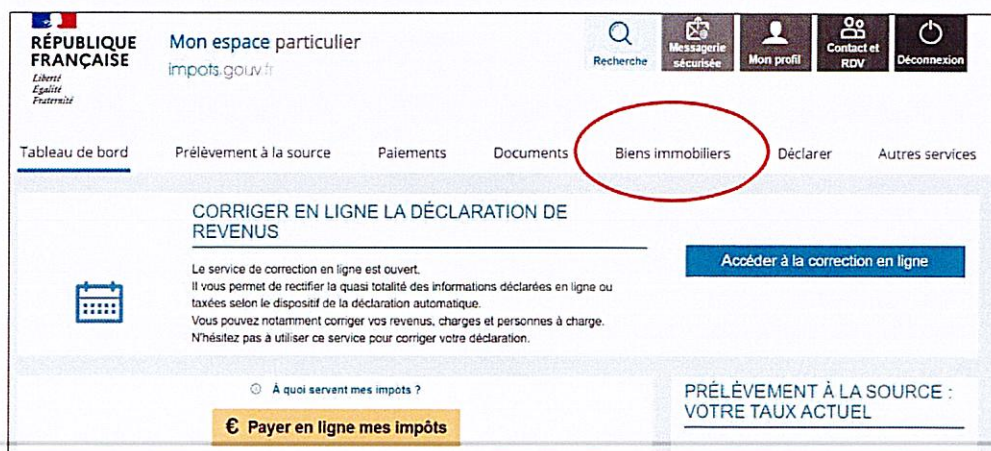 RÉPUBLIQUE
FRANÇAISE
Liberté
Égalité
Fraternité
Mon espace particulier
impots.gouv.fr
Recherche
Messagerie
sécurisée
Mon profil
Contact et
RDV
Déconnexion
Tableau de bord
Prélèvement à la source
Paiements
Documents
Biens immobiliers
Déclarer
Autres services
CORRIGER EN LIGNE LA DÉCLARATION DE
REVENUS
Le service de correction en ligne est ouvert.
Il vous permet de rectifier la quasi totalité des informations déclarées en ligne ou
taxées selon le dispositif de la déclaration automatique.
Vous pouvez notamment corriger vos revenus, charges et personnes à charge.
N'hésitez pas à utiliser ce service pour corriger votre déclaration.
Accéder à la correction en ligne
À quoi servent mes impôts ?
€ Payer en ligne mes impôts
PRÉLÈVEMENT À LA SOURCE :
VOTRE TAUX ACTUEL